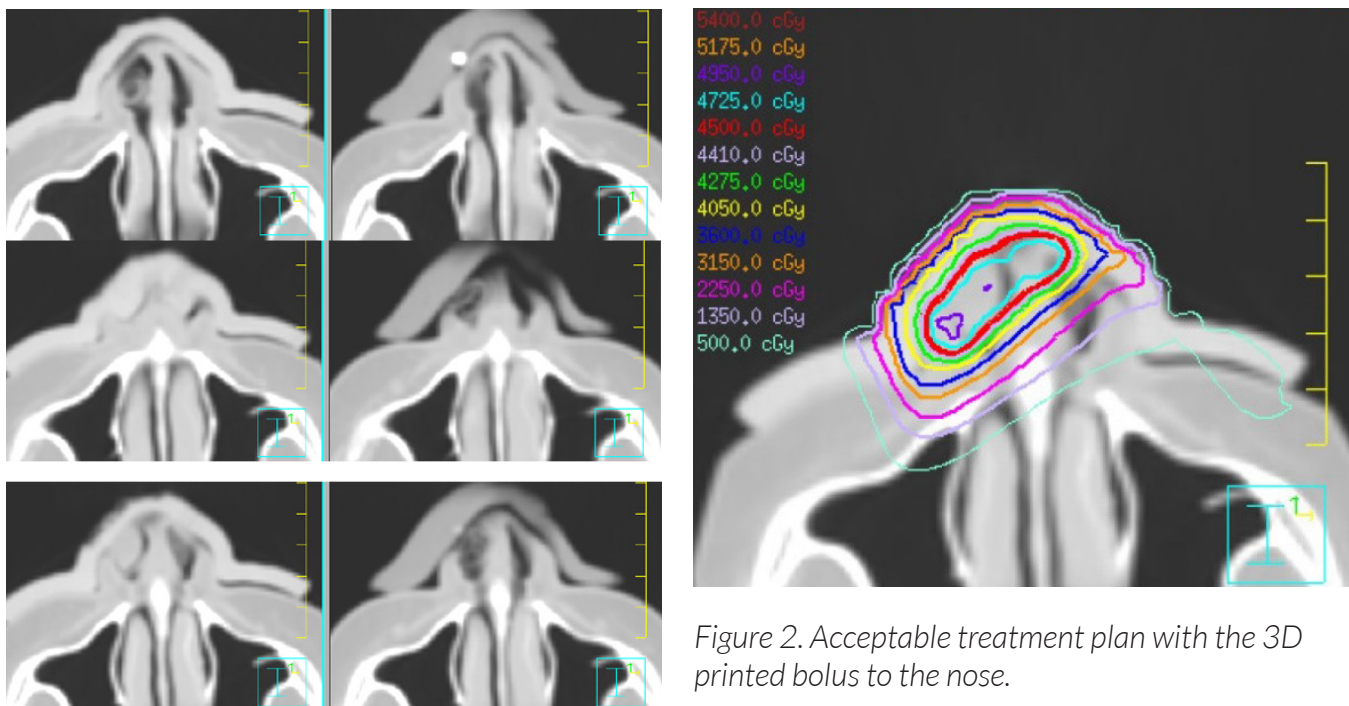 5400.0 cGy
5175.0 cGy
4950.0 cGy
4725.0 cGy
4500.0 cGy
4410.0 cGy
4275.0 cGy
4050.0 cGy
3600.0 cGy
3150.0 cGy
2250.0 cGy
1350.0 cGy
500.0 cGy
Figure 2. Acceptable treatment plan with the 3D
printed bolus to the nose.